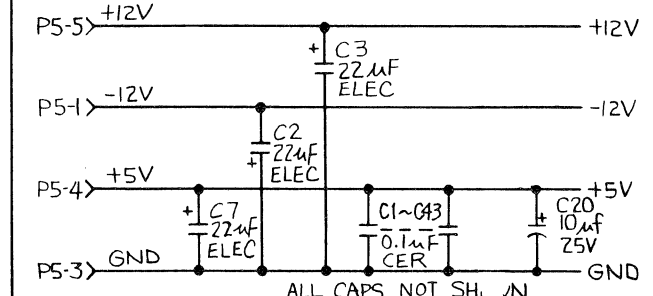 P5-5 +12V +12V
+ C3
22µF
ELEC
P5-1 -12V -12V
C2
+ 22µF
ELEC
P5-4 +5V +5V
+ C7
22µF
ELEC
C1~C43
0.1µF
CER
C20
+ 10µf
25V
P5-3 GND GND
ALL CAPS NOT